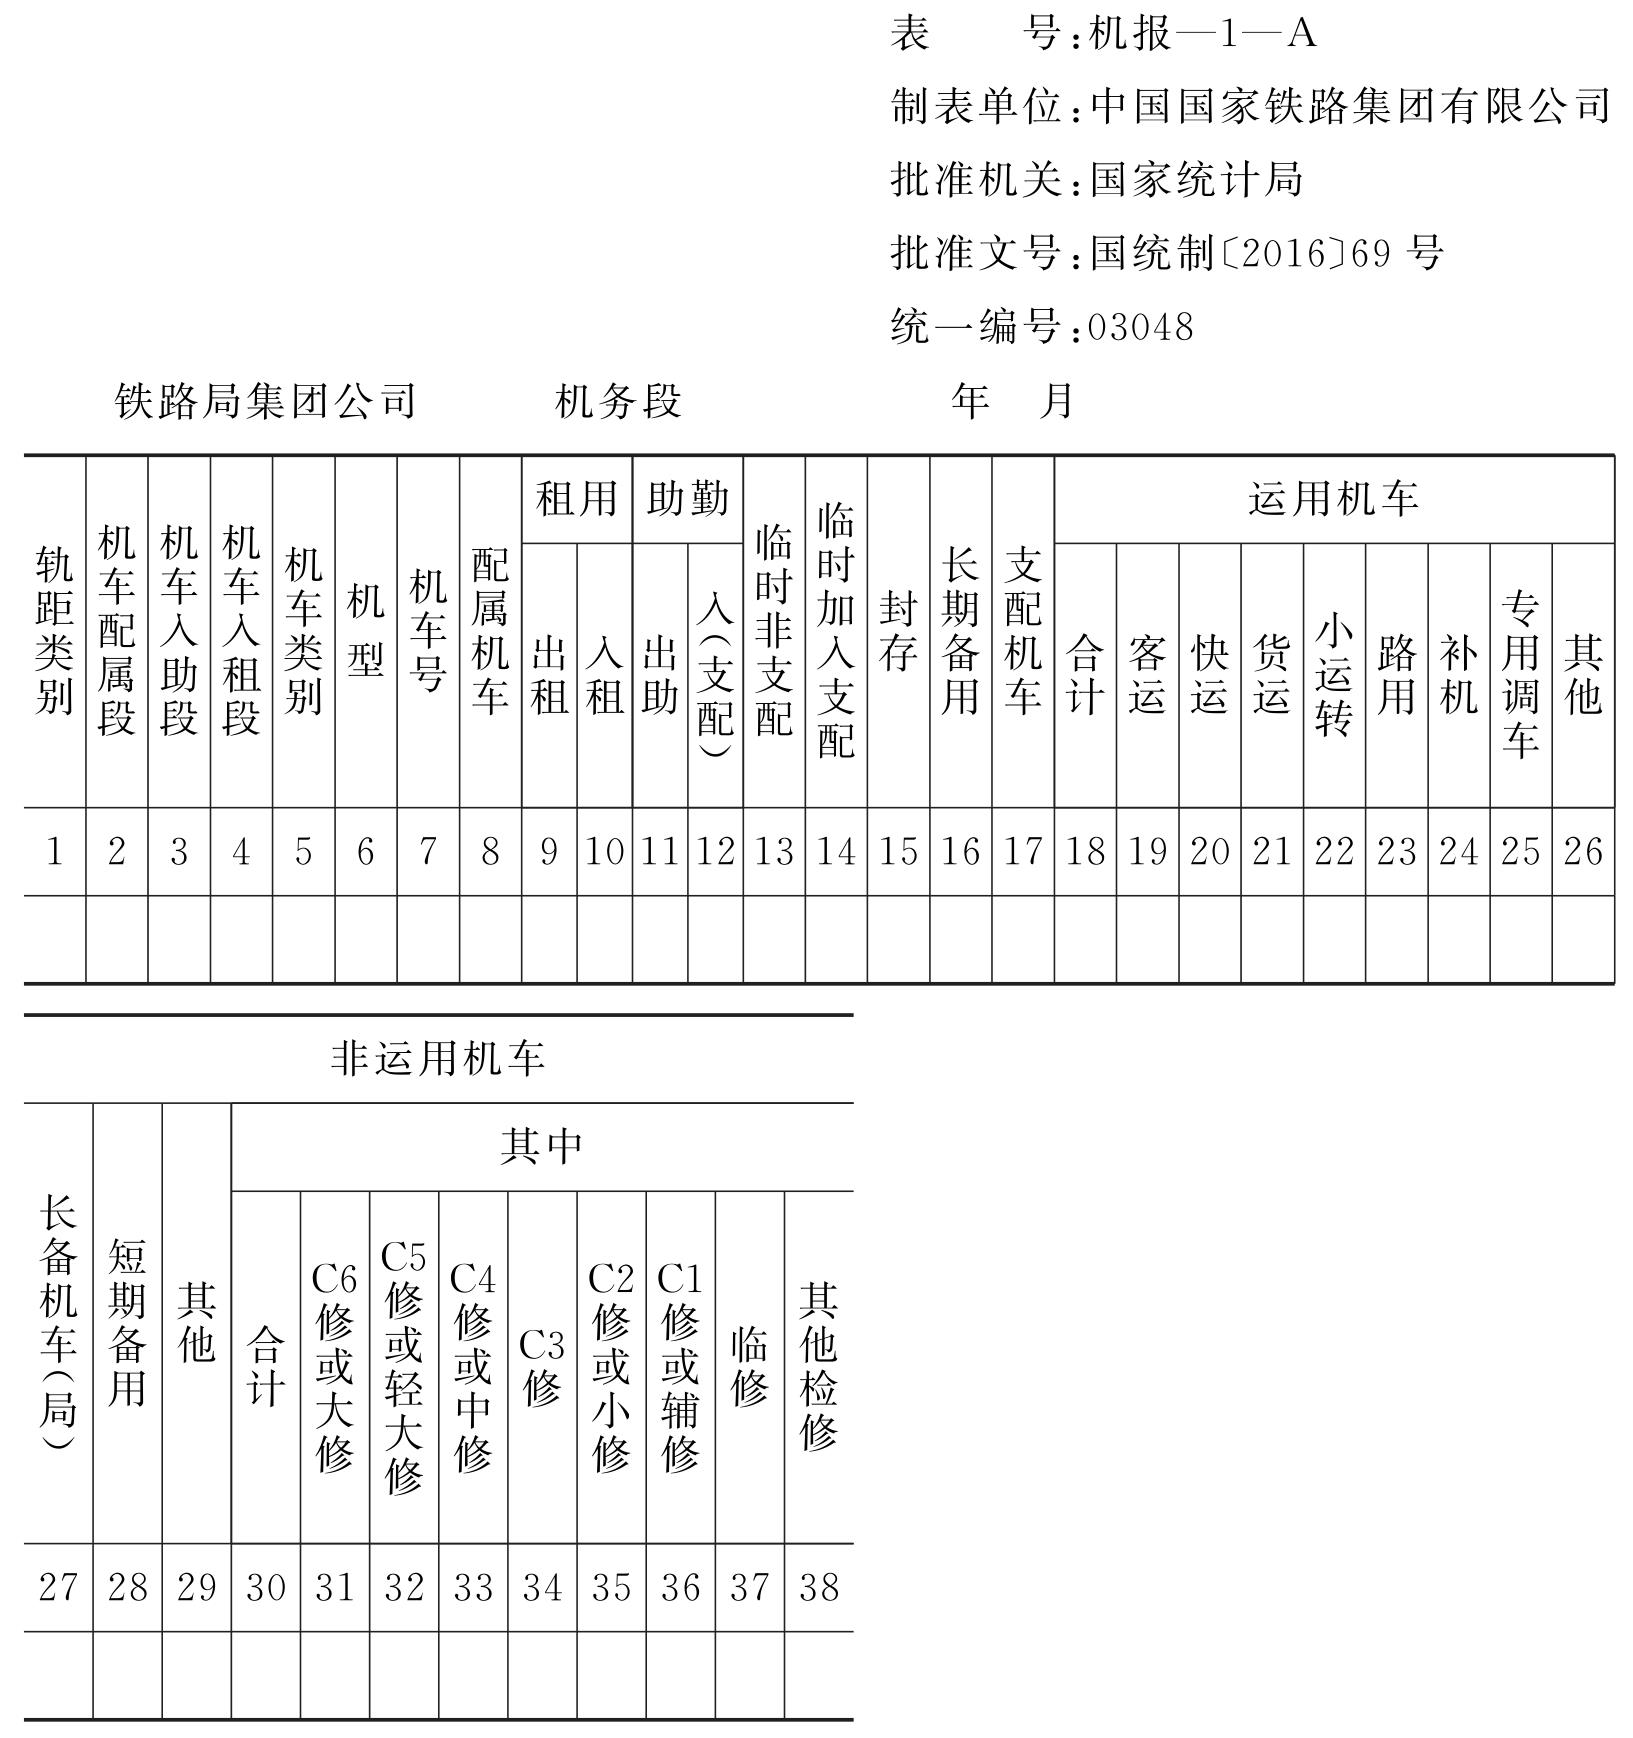 表　　号:机报—1—A
制表单位:中国国家铁路集团有限公司
批准机关:国家统计局
批准文号:国统制〔2016〕69 号
统一编号:03048
铁路局集团公司　　　机务段　　　　　　年　月
轨距类别
机车配属段
机车入助段
机车入租段
机车类别
机型
机车号
配属机车
租用
出租
入租
助勤
出助
入(支配)
临时非支配
临时加入支配
封存
长期备用
支配机车
运用机车
合计
客运
快运
货运
小运转
路用
补机
专用调车
其他
1 2 3 4 5 6 7 8 9 10 11 12 13 14 15 16 17 18 19 20 21 22 23 24 25 26
非运用机车
长备机车(局)
短期备用
其他
其中
合计
C6修或大修
C5修或轻大修
C4修或中修
C3修
C2修或小修
C1修或辅修
临修
其他检修
27 28 29 30 31 32 33 34 35 36 37 38